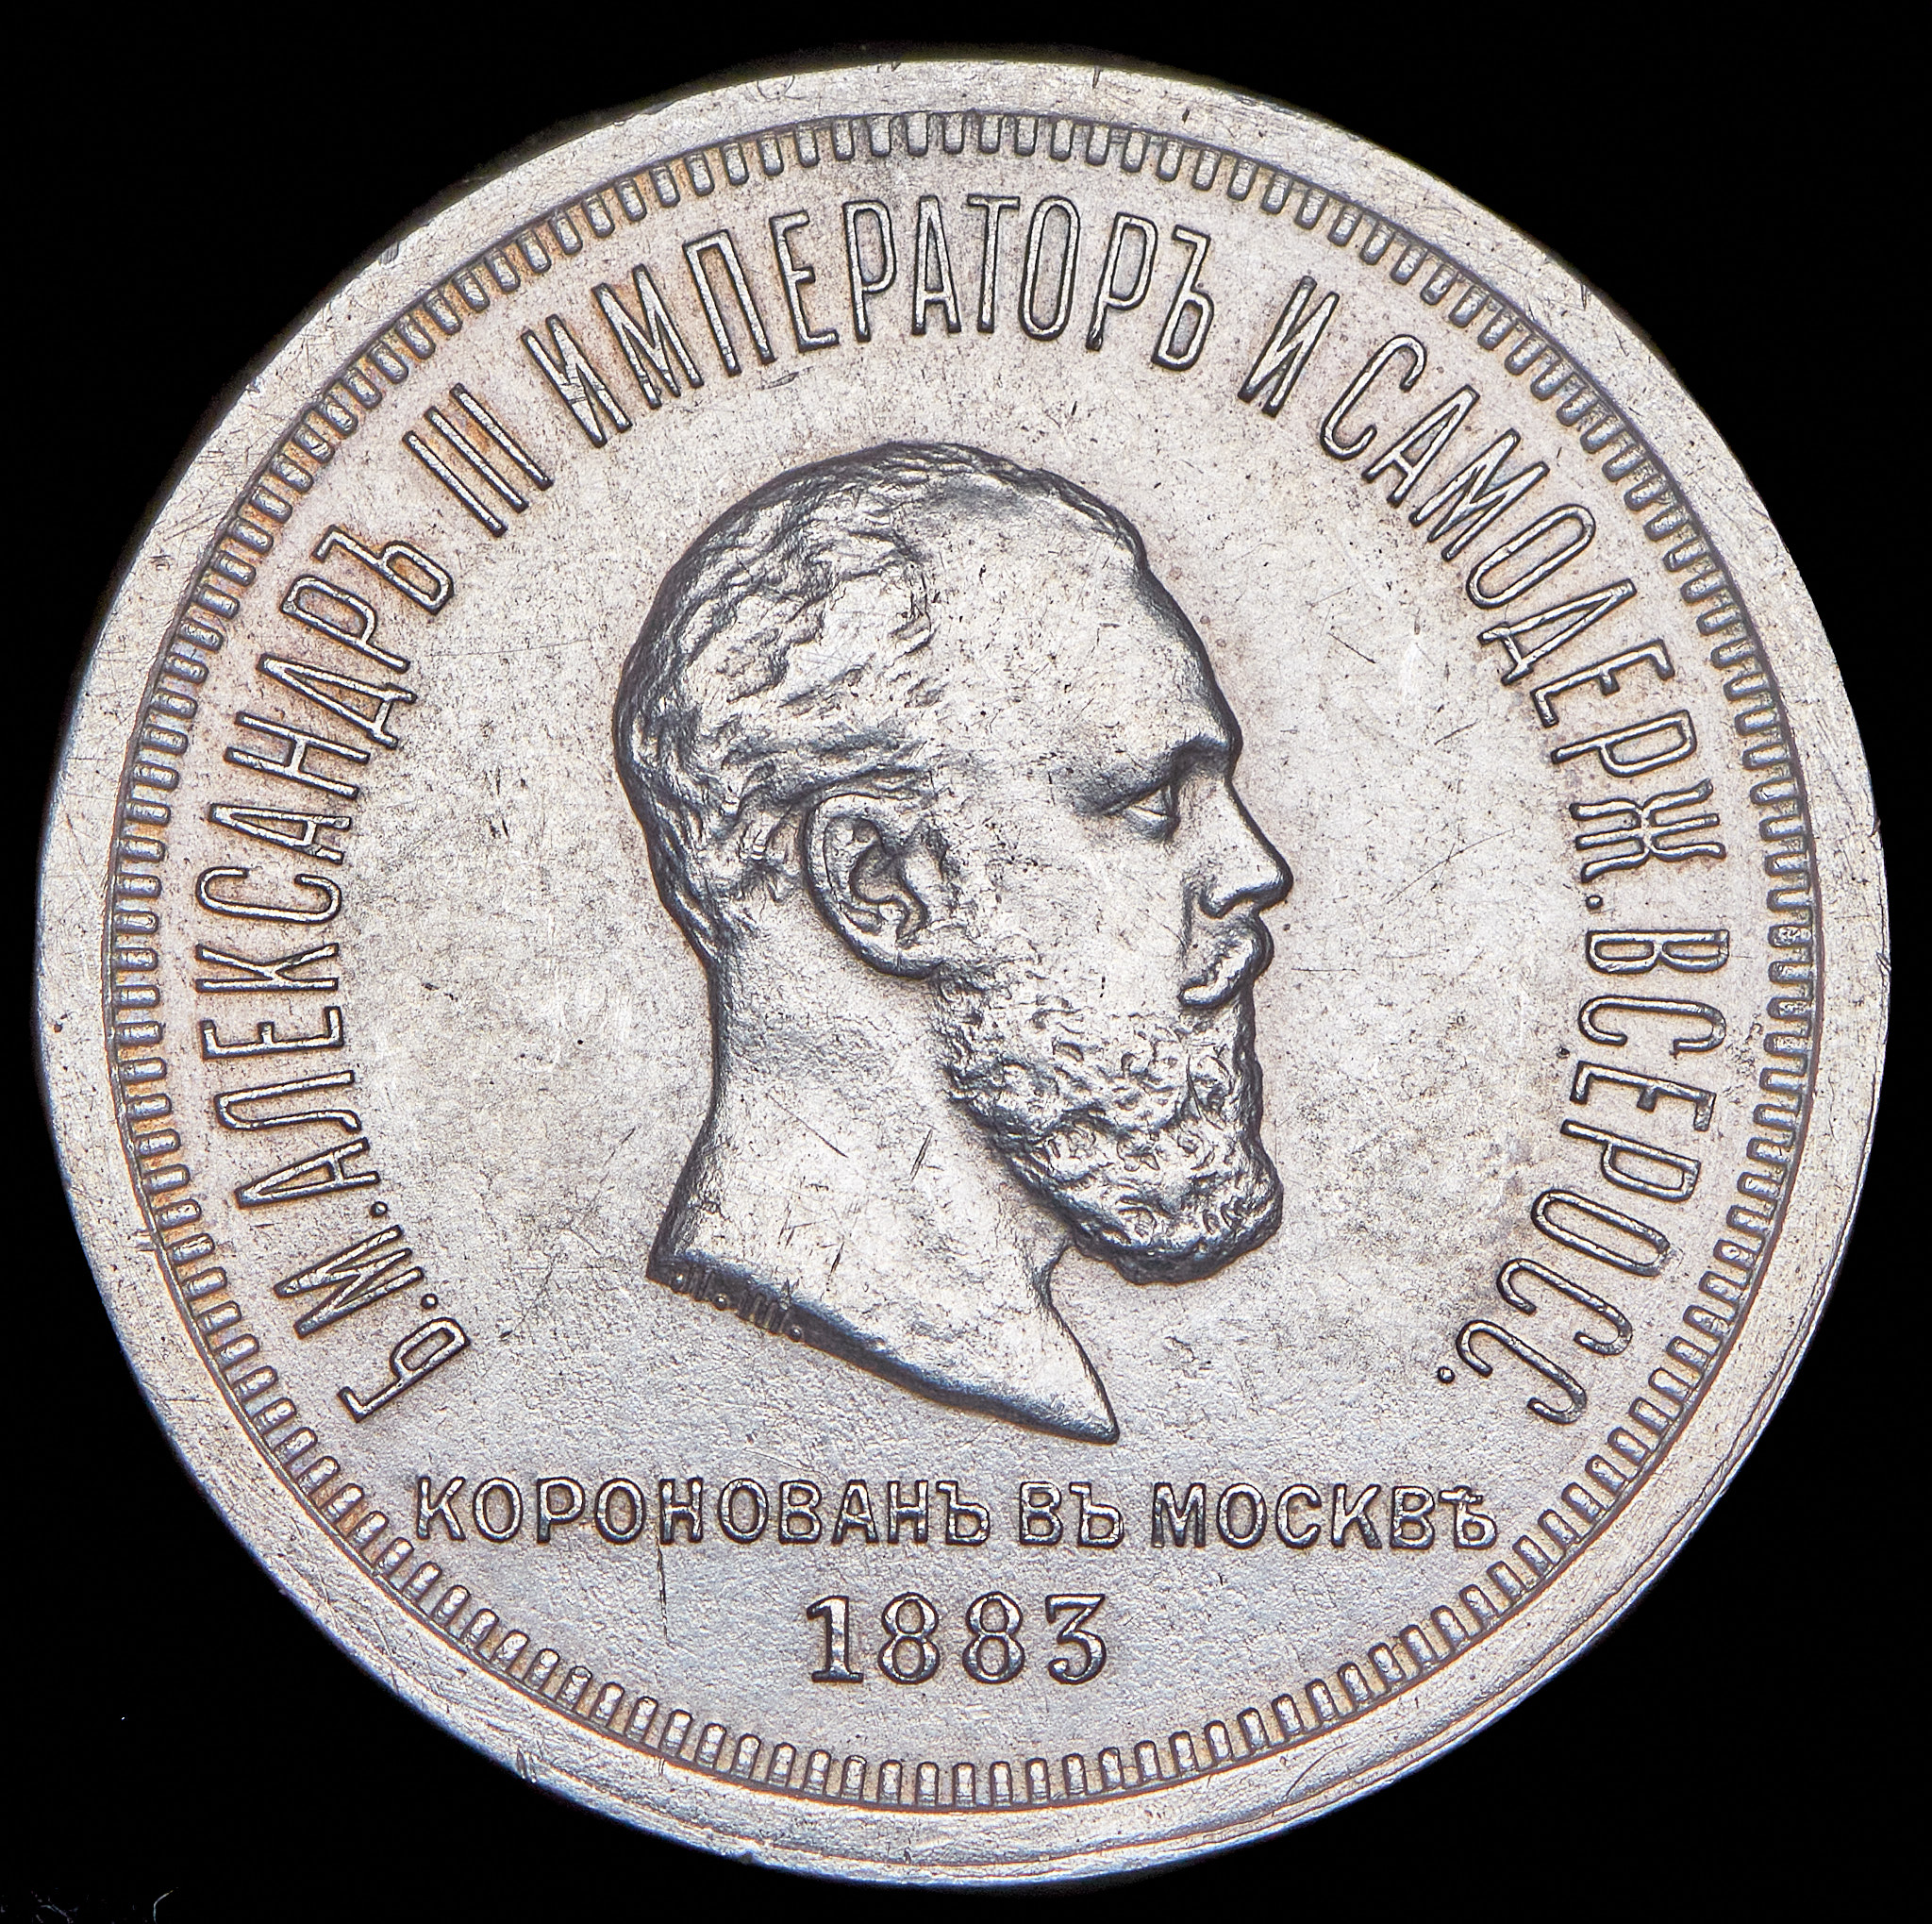 Б.М.АЛЕКСАНДРЪ III ИМПЕРАТОРЪ И САМОДЕРЖ.ВСЕРОСС.
КОРОНОВАНЪ ВЪ МОСКВѢ
1883